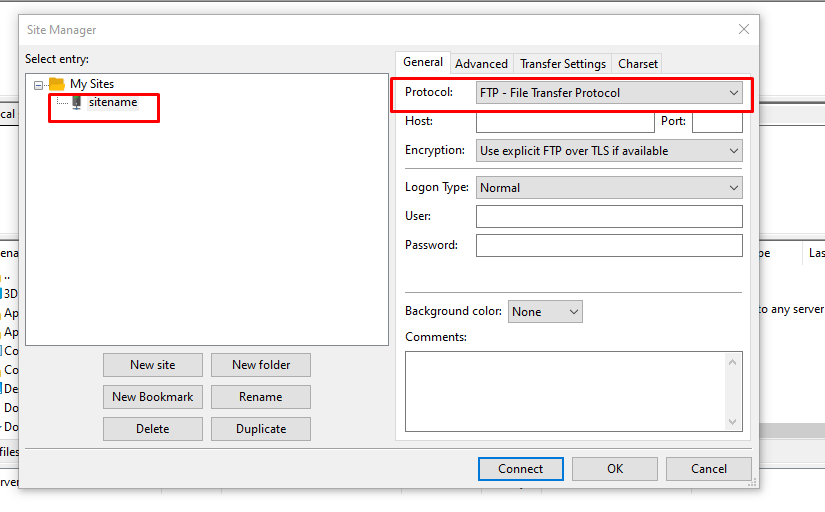 Site Manager
Select entry:
My Sites
sitename
New site
New folder
New Bookmark
Rename
Delete
Duplicate
General
Advanced
Transfer Settings
Charset
Protocol:
FTP - File Transfer Protocol
Host:
Port:
Encryption:
Use explicit FTP over TLS if available
Logon Type:
Normal
User:
Password:
Background color:
None
Comments:
Connect
OK
Cancel
cal
ena
..
3D
Ap
Ap
Co
Co
De
Do
Do
files
erver
pe
Las
to any server